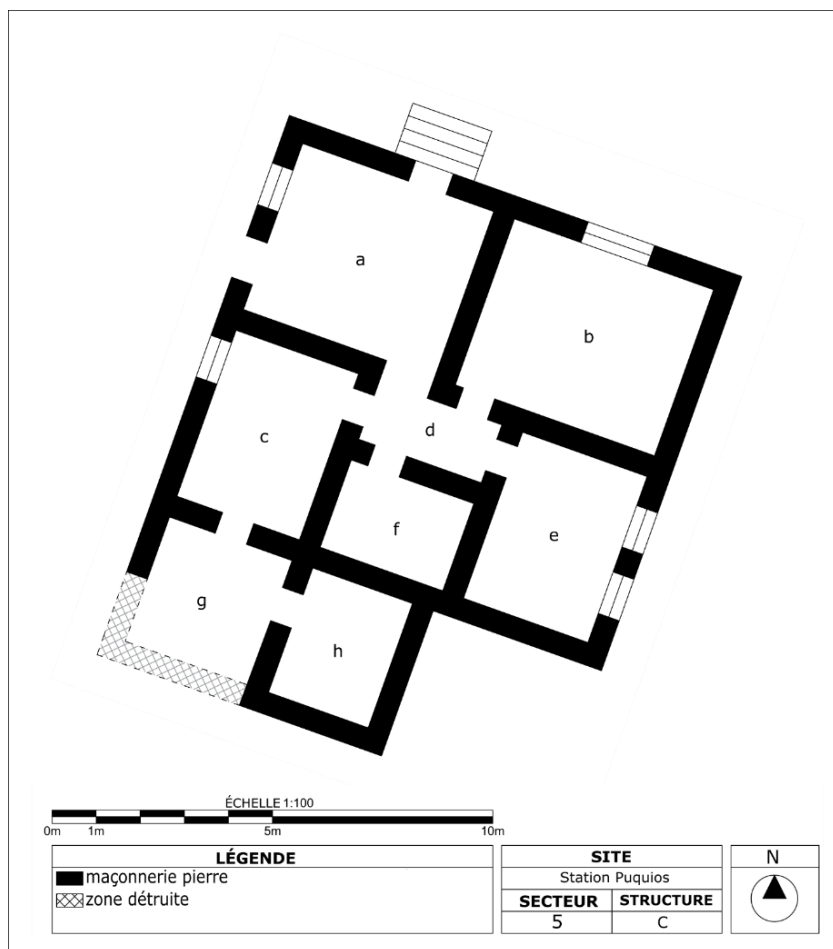 a
b
c
d
e
f
g
h
ÉCHELLE 1:100
0m 1m 5m 10m
LÉGENDE
maçonnerie pierre
zone détruite
SITE
Station Puquios
SECTEUR STRUCTURE
5 C
N